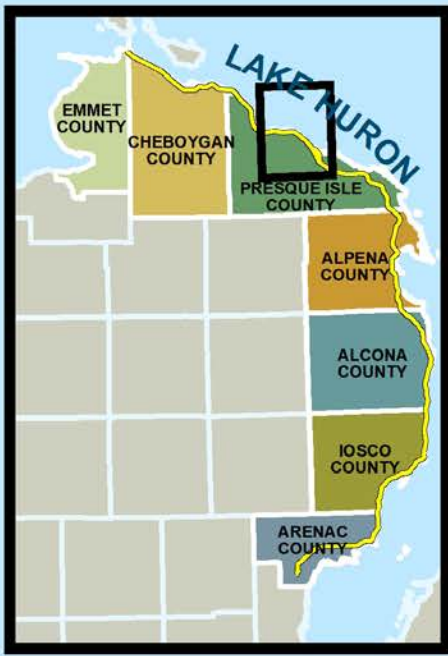 LAKE HURON
EMMET
COUNTY
CHEBOYGAN
COUNTY
PRESQUE ISLE
COUNTY
ALPENA
COUNTY
ALCONA
COUNTY
IOSCO
COUNTY
ARENAC
COUNTY